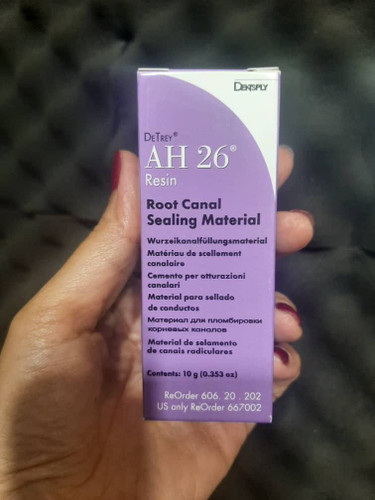 DENTSPLY
DETREY®
AH 26®
Resin
Root Canal
Sealing Material
Wurzelkanalfüllungsmaterial
Matériau de scellement
canalaire
Cemento per otturazioni
canalari
Material para sellado
de conductos
Материал для пломбировки
корневых каналов
Material de selamento
de canais radiculares
Contents: 10 g (0.353 oz)
ReOrder 606. 20 . 202
US only ReOrder 667002